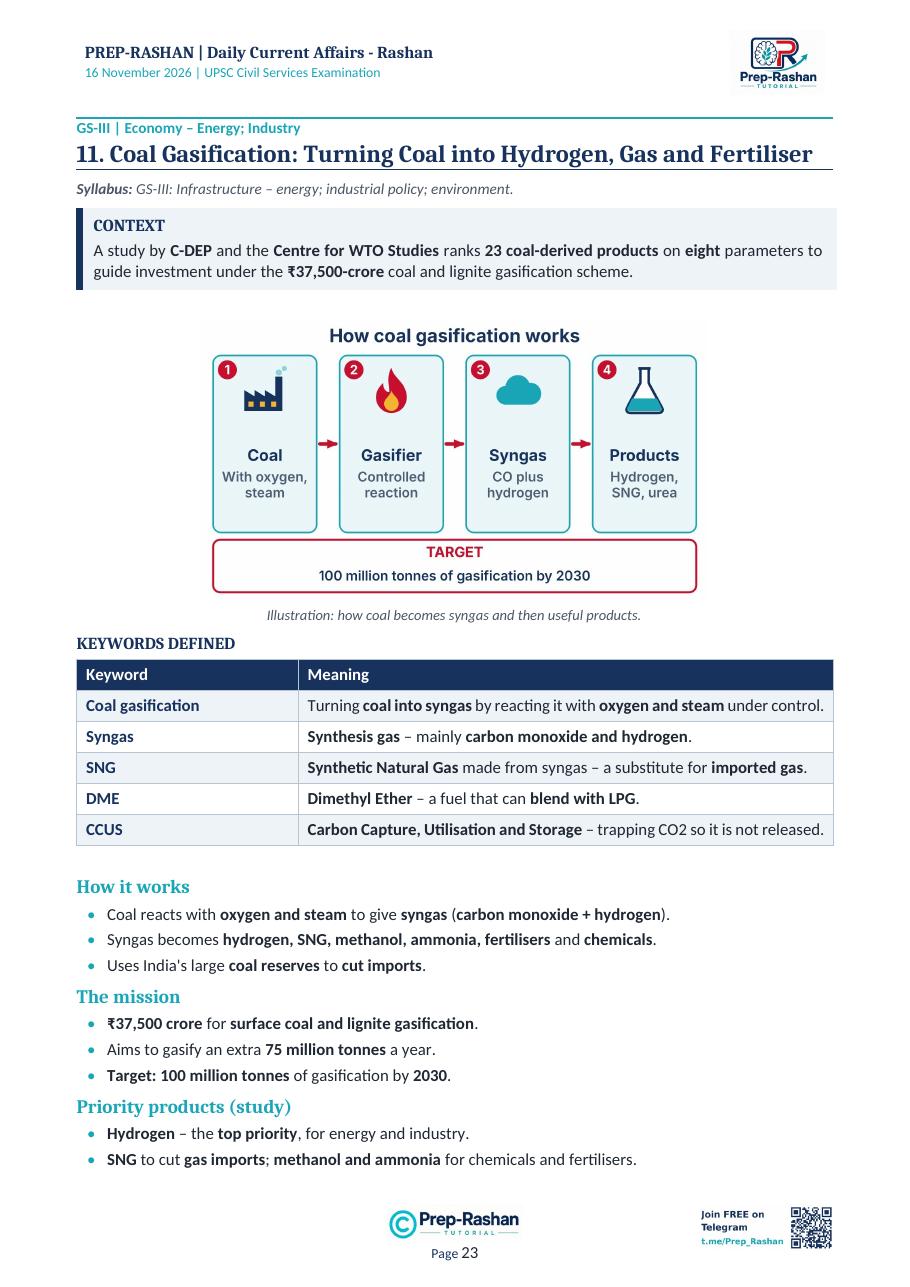 PREP-RASHAN | Daily Current Affairs - Rashan
16 November 2026 | UPSC Civil Services Examination
Prep-Rashan
TUTORIAL
GS-III | Economy – Energy; Industry
11. Coal Gasification: Turning Coal into Hydrogen, Gas and Fertiliser
Syllabus: GS-III: Infrastructure – energy; industrial policy; environment.
CONTEXT
A study by C-DEP and the Centre for WTO Studies ranks 23 coal-derived products on eight parameters to
guide investment under the ₹37,500-crore coal and lignite gasification scheme.
How coal gasification works
1
Coal
With oxygen,
steam
2
Gasifier
Controlled
reaction
3
Syngas
CO plus
hydrogen
4
Products
Hydrogen,
SNG, urea
TARGET
100 million tonnes of gasification by 2030
Illustration: how coal becomes syngas and then useful products.
KEYWORDS DEFINED
Keyword Meaning
Coal gasification Turning coal into syngas by reacting it with oxygen and steam under control.
Syngas Synthesis gas – mainly carbon monoxide and hydrogen.
SNG Synthetic Natural Gas made from syngas – a substitute for imported gas.
DME Dimethyl Ether – a fuel that can blend with LPG.
CCUS Carbon Capture, Utilisation and Storage – trapping CO2 so it is not released.
How it works
• Coal reacts with oxygen and steam to give syngas (carbon monoxide + hydrogen).
• Syngas becomes hydrogen, SNG, methanol, ammonia, fertilisers and chemicals.
• Uses India's large coal reserves to cut imports.
The mission
• ₹37,500 crore for surface coal and lignite gasification.
• Aims to gasify an extra 75 million tonnes a year.
• Target: 100 million tonnes of gasification by 2030.
Priority products (study)
• Hydrogen – the top priority, for energy and industry.
• SNG to cut gas imports; methanol and ammonia for chemicals and fertilisers.
© Prep-Rashan
TUTORIAL
Page 23
Join FREE on
Telegram
t.me/Prep_Rashan